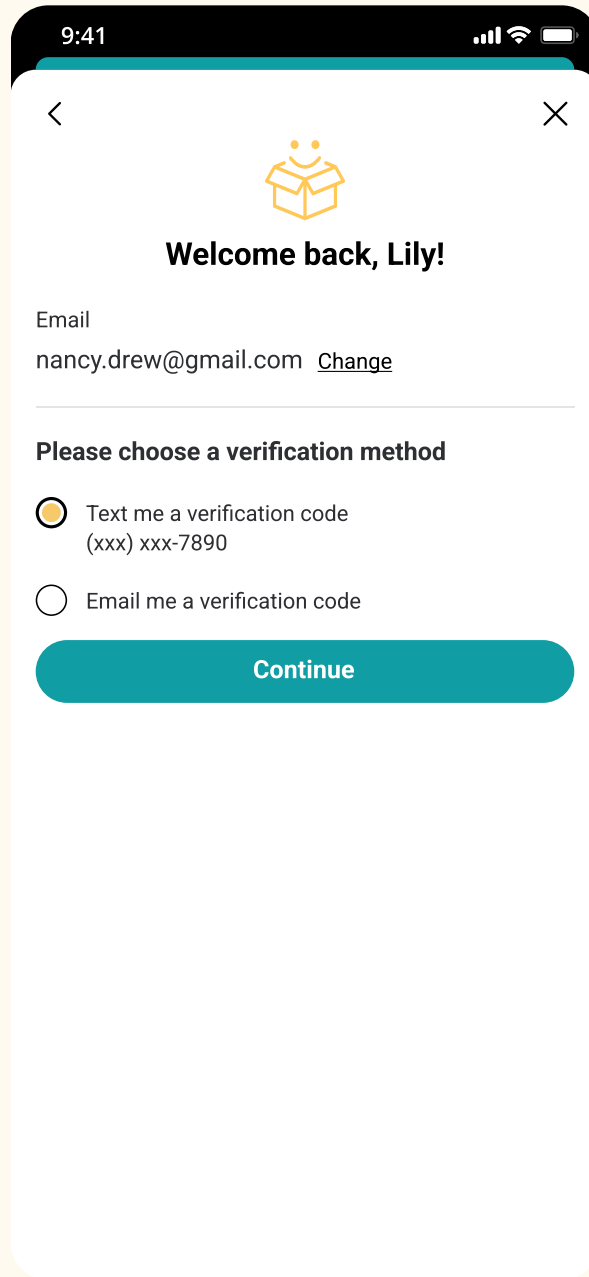 9:41
Welcome back, Lily!
Email
nancy.drew@gmail.com Change
Please choose a verification method
Text me a verification code
(xxx) xxx-7890
Email me a verification code
Continue